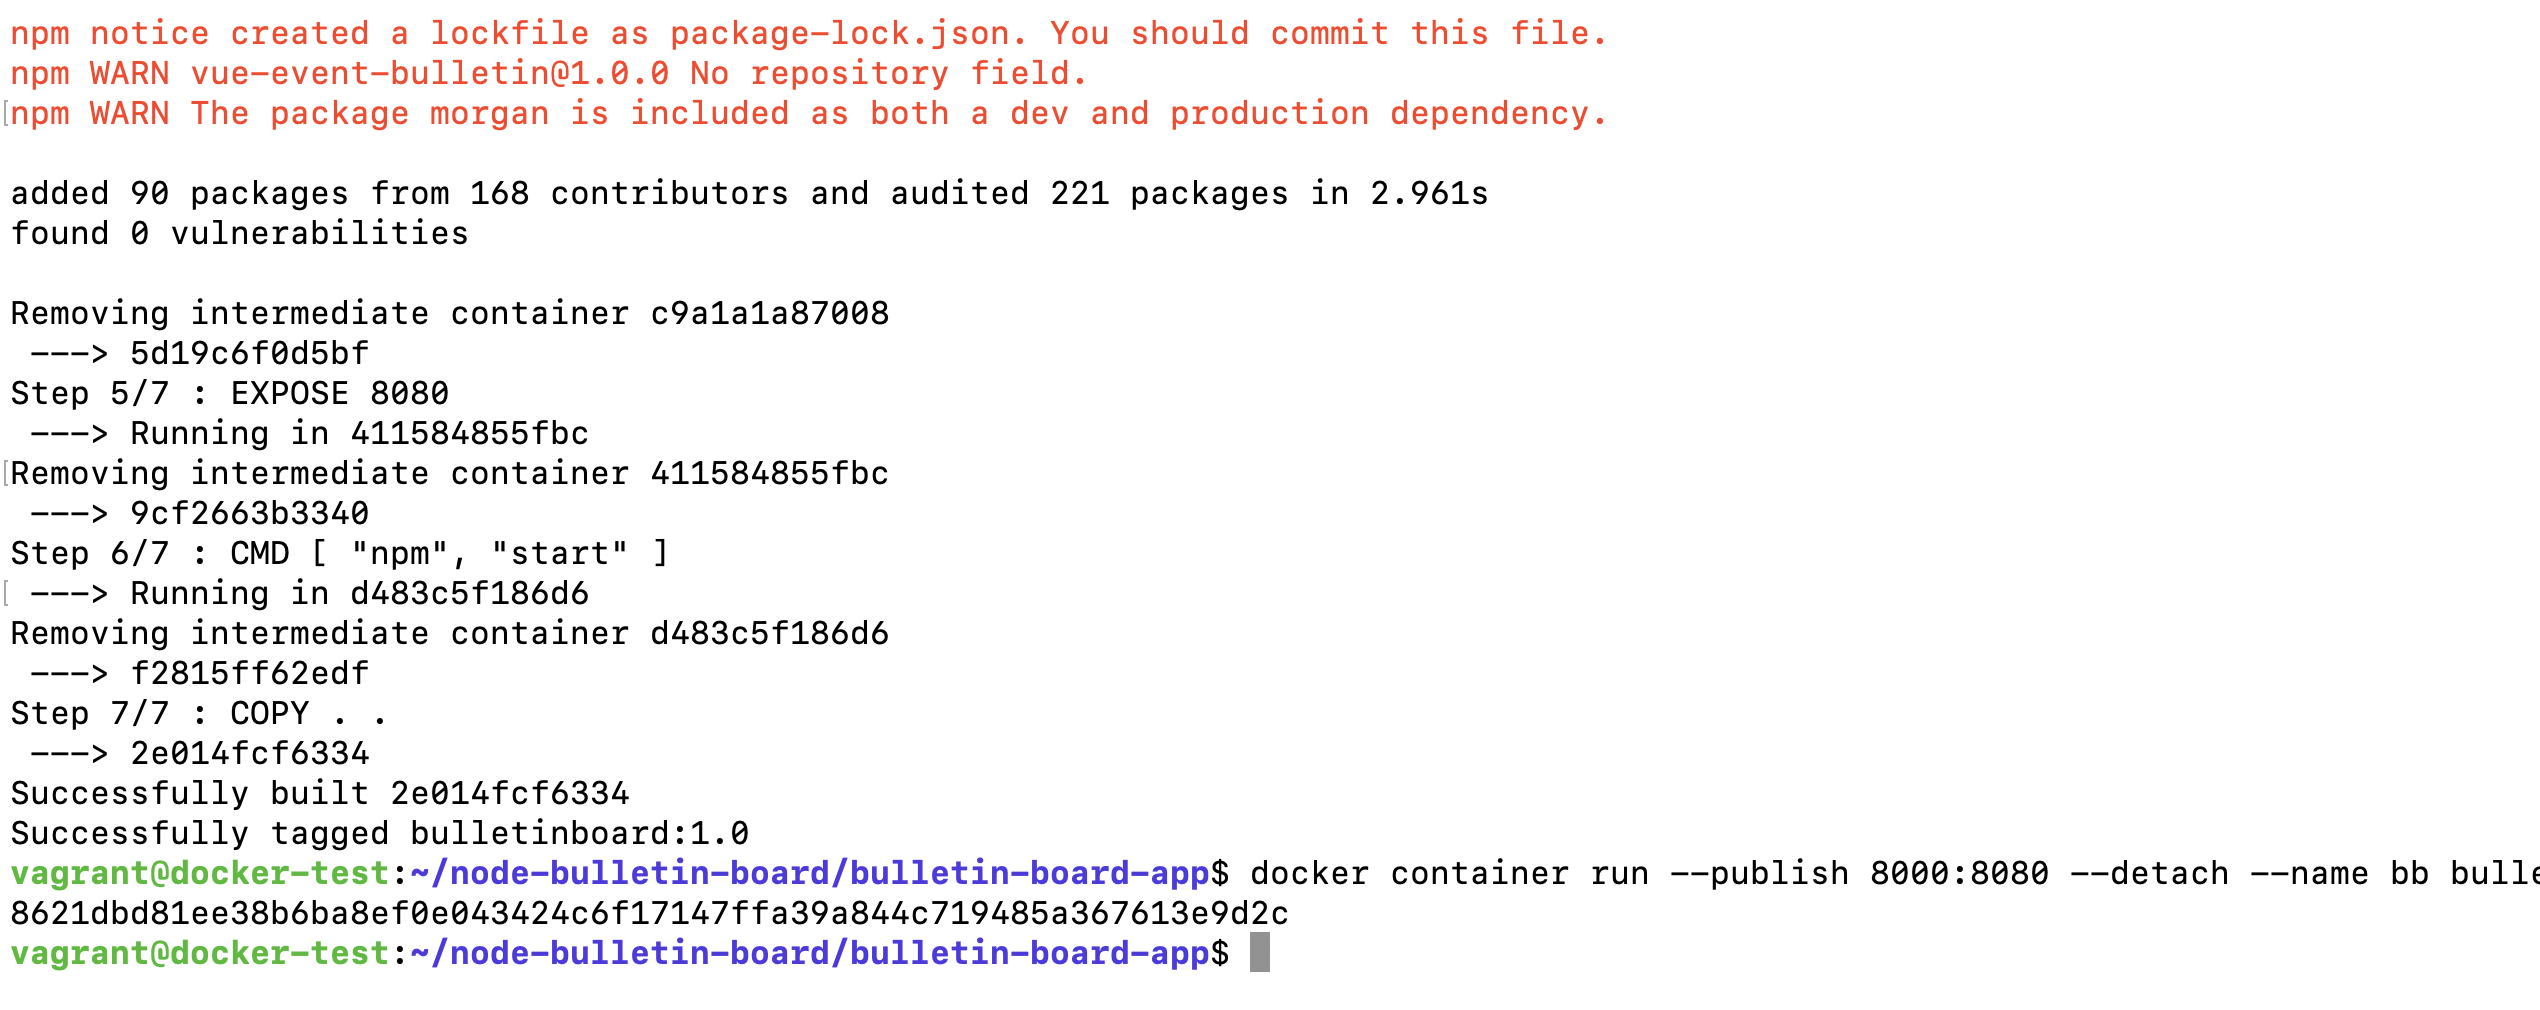 npm notice created a lockfile as package-lock.json. You should commit this file.
npm WARN vue-event-bulletin@1.0.0 No repository field.
npm WARN The package morgan is included as both a dev and production dependency.
added 90 packages from 168 contributors and audited 221 packages in 2.961s
found 0 vulnerabilities
Removing intermediate container c9a1a1a87008
 ---> 5d19c6f0d5bf
Step 5/7 : EXPOSE 8080
 ---> Running in 411584855fbc
Removing intermediate container 411584855fbc
 ---> 9cf2663b3340
Step 6/7 : CMD [ "npm", "start" ]
 ---> Running in d483c5f186d6
Removing intermediate container d483c5f186d6
 ---> f2815ff62edf
Step 7/7 : COPY . .
 ---> 2e014fcf6334
Successfully built 2e014fcf6334
Successfully tagged bulletinboard:1.0
vagrant@docker-test:~/node-bulletin-board/bulletin-board-app$ docker container run --publish 8000:8080 --detach --name bb
8621dbd81ee38b6ba8ef0e043424c6f17147ffa39a844c719485a367613e9d2c
vagrant@docker-test:~/node-bulletin-board/bulletin-board-app$